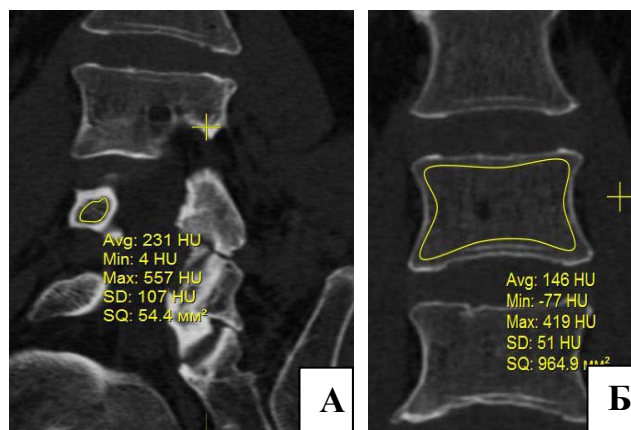 Avg: 231 HU
Min: 4 HU
Max: 557 HU
SD: 107 HU
SQ: 54.4 мм²
А
Avg: 146 HU
Min: -77 HU
Max: 419 HU
SD: 51 HU
SQ: 964.9 мм²
Б